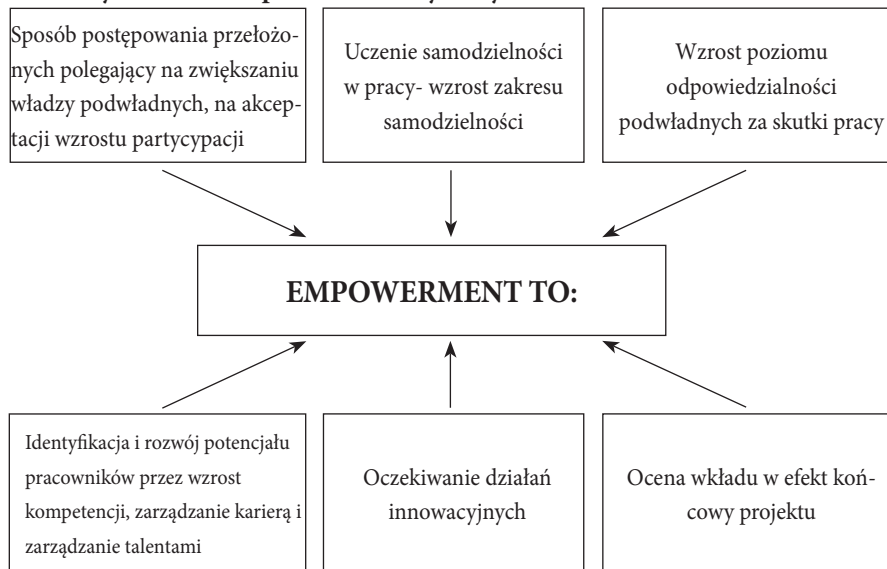 Sposób postępowania przełożo-
nych polegający na zwiększaniu
władzy podwładnych, na akcep-
tacji wzrostu partycypacji
Uczenie samodzielności
w pracy- wzrost zakresu
samodzielności
Wzrost poziomu
odpowiedzialności
podwładnych za skutki pracy
EMPOWERMENT TO:
Identyfikacja i rozwój potencjału
pracowników przez wzrost
kompetencji, zarządzanie karierą i
zarządzanie talentami
Oczekiwanie działań
innowacyjnych
Ocena wkładu w efekt koń-
cowy projektu